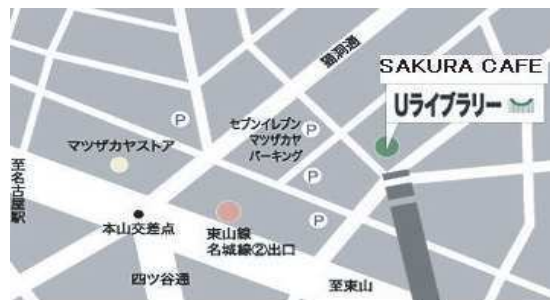 猫洞通
SAKURA CAFE
Uライブラリー
P
セブンイレブン
マツザカヤ
パーキング
P
マツザカヤストア
P
至名古屋駅
P
本山交差点
東山線
名城線②出口
四ツ谷通
至東山